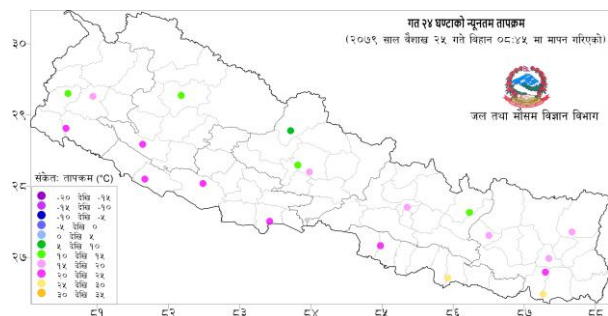 गत २४ घण्टाको न्यूनतम तापक्रम
(२०७९ साल बैशाख २५ गते बिहान ०८:४५ मा मापन गरिएको)
जल तथा मौसम विज्ञान विभाग
३०
२९
२८
२७
संकेत: तापक्रम (°C)
-२० देखि -१५
-१५ देखि -१०
-१० देखि -५
-५ देखि ०
० देखि ५
५ देखि १०
१० देखि १५
१५ देखि २०
२० देखि २५
२५ देखि ३०
३० देखि ३५
८१ ८२ ८३ ८४ ८५ ८६ ८७ ८८